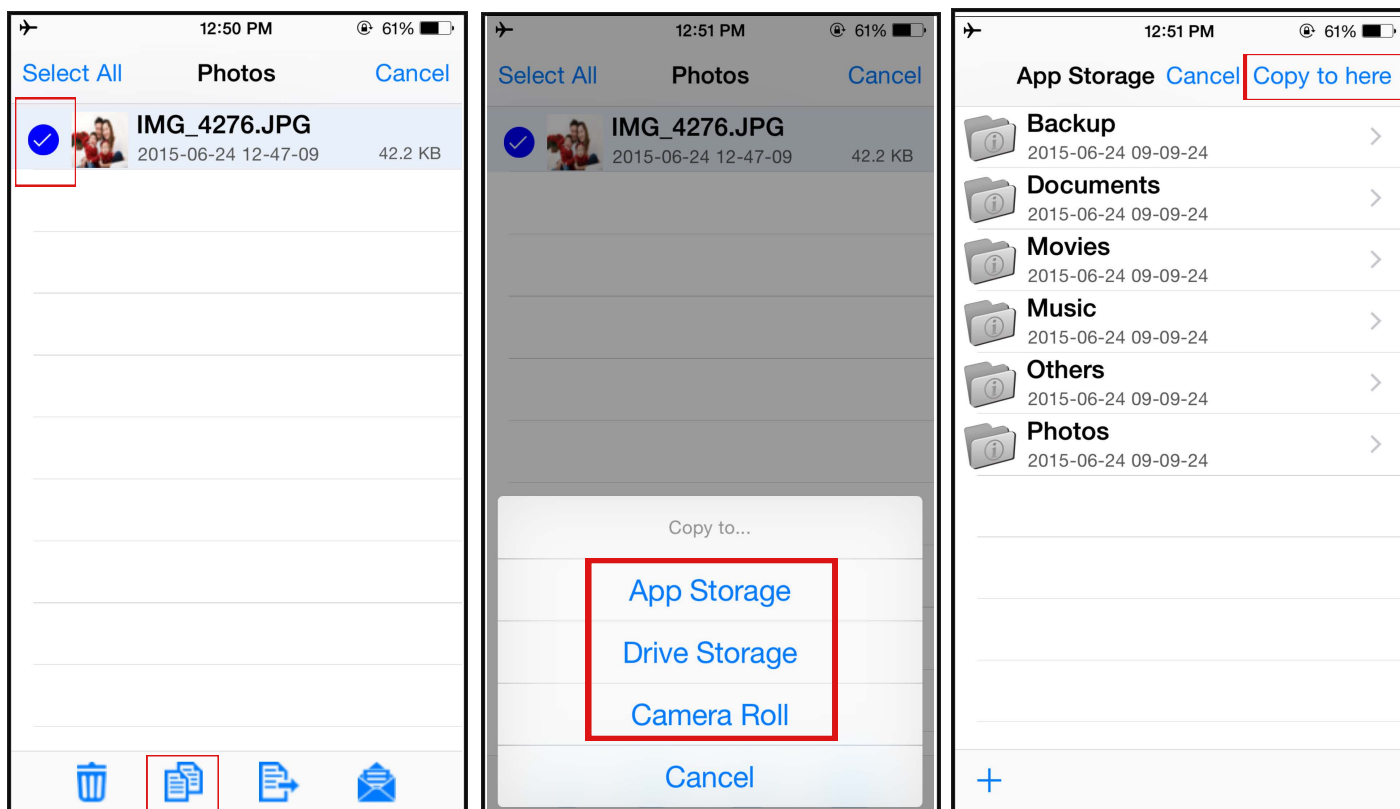 12:50 PM 61%
Select All Photos Cancel
IMG_4276.JPG
2015-06-24 12-47-09 42.2 KB
12:51 PM 61%
Select All Photos Cancel
IMG_4276.JPG
2015-06-24 12-47-09 42.2 KB
Copy to...
App Storage
Drive Storage
Camera Roll
Cancel
12:51 PM 61%
App Storage Cancel Copy to here
Backup
2015-06-24 09-09-24
Documents
2015-06-24 09-09-24
Movies
2015-06-24 09-09-24
Music
2015-06-24 09-09-24
Others
2015-06-24 09-09-24
Photos
2015-06-24 09-09-24